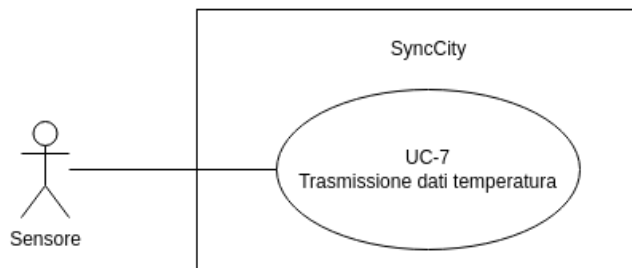 SyncCity
UC-7
Trasmissione dati temperatura
Sensore